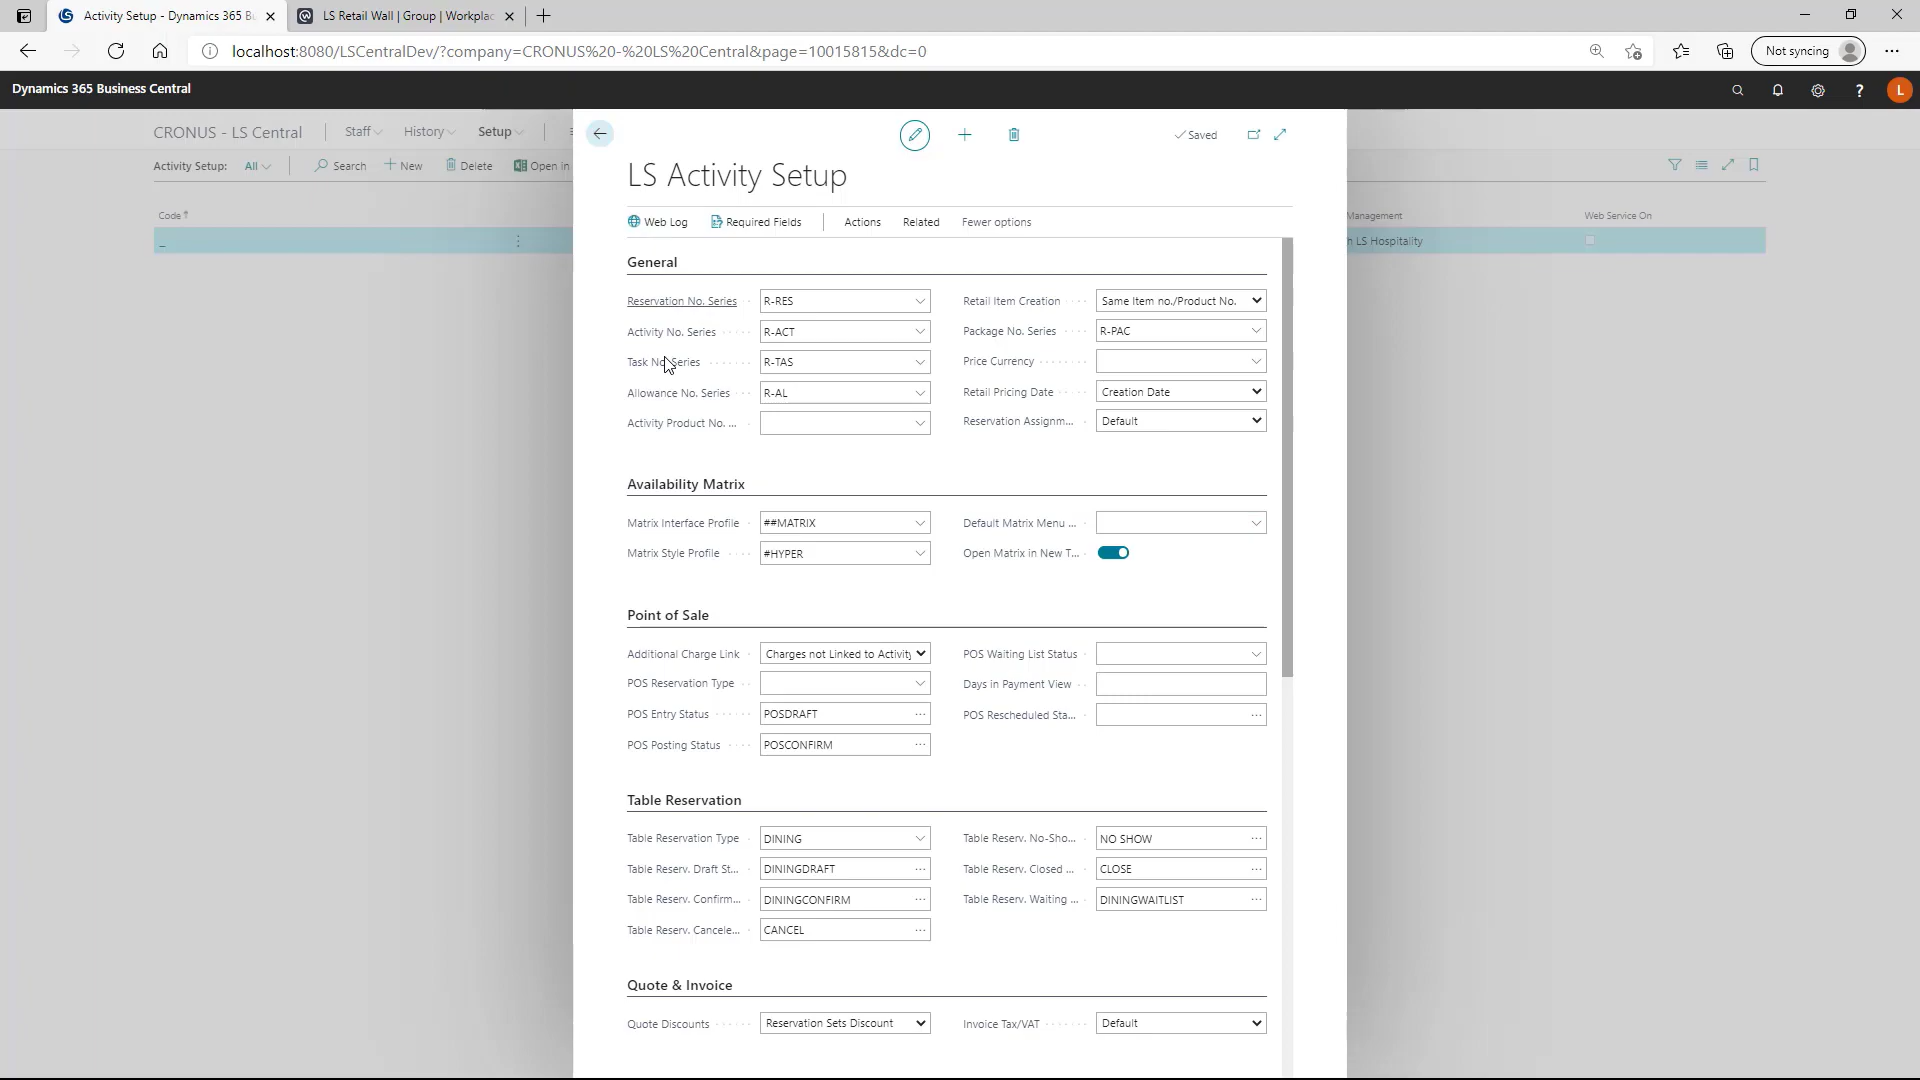 Activity Setup - Dynamics 365 Bu
LS Retail Wall | Group | Workplac
localhost:8080/LSCentralDev/?company=CRONUS%20-%20LS%20Central&page=10015815&dc=0
Not syncing
Dynamics 365 Business Central
L
CRONUS - LS Central
Staff
History
Setup
Saved
Activity Setup:
All
Search
New
Delete
Open in
LS Activity Setup
Code
Management
Web Service On
Web Log
Required Fields
Actions
Related
Fewer options
_
h LS Hospitality
General
Reservation No. Series R-RES
Retail Item Creation Same Item no./Product No.
Activity No. Series R-ACT
Package No. Series R-PAC
Task No. Series R-TAS
Price Currency
Allowance No. Series R-AL
Retail Pricing Date Creation Date
Activity Product No. ...
Reservation Assignm... Default
Availability Matrix
Matrix Interface Profile ##MATRIX
Default Matrix Menu ...
Matrix Style Profile #HYPER
Open Matrix in New T...
Point of Sale
Additional Charge Link Charges not Linked to Activity
POS Waiting List Status
POS Reservation Type
Days in Payment View
POS Entry Status POSDRAFT
POS Rescheduled Sta...
POS Posting Status POSCONFIRM
Table Reservation
Table Reservation Type DINING
Table Reserv. No-Sho... NO SHOW
Table Reserv. Draft St... DININGDRAFT
Table Reserv. Closed ... CLOSE
Table Reserv. Confirm... DININGCONFIRM
Table Reserv. Waiting ... DININGWAITLIST
Table Reserv. Cancele... CANCEL
Quote & Invoice
Quote Discounts Reservation Sets Discount
Invoice Tax/VAT Default